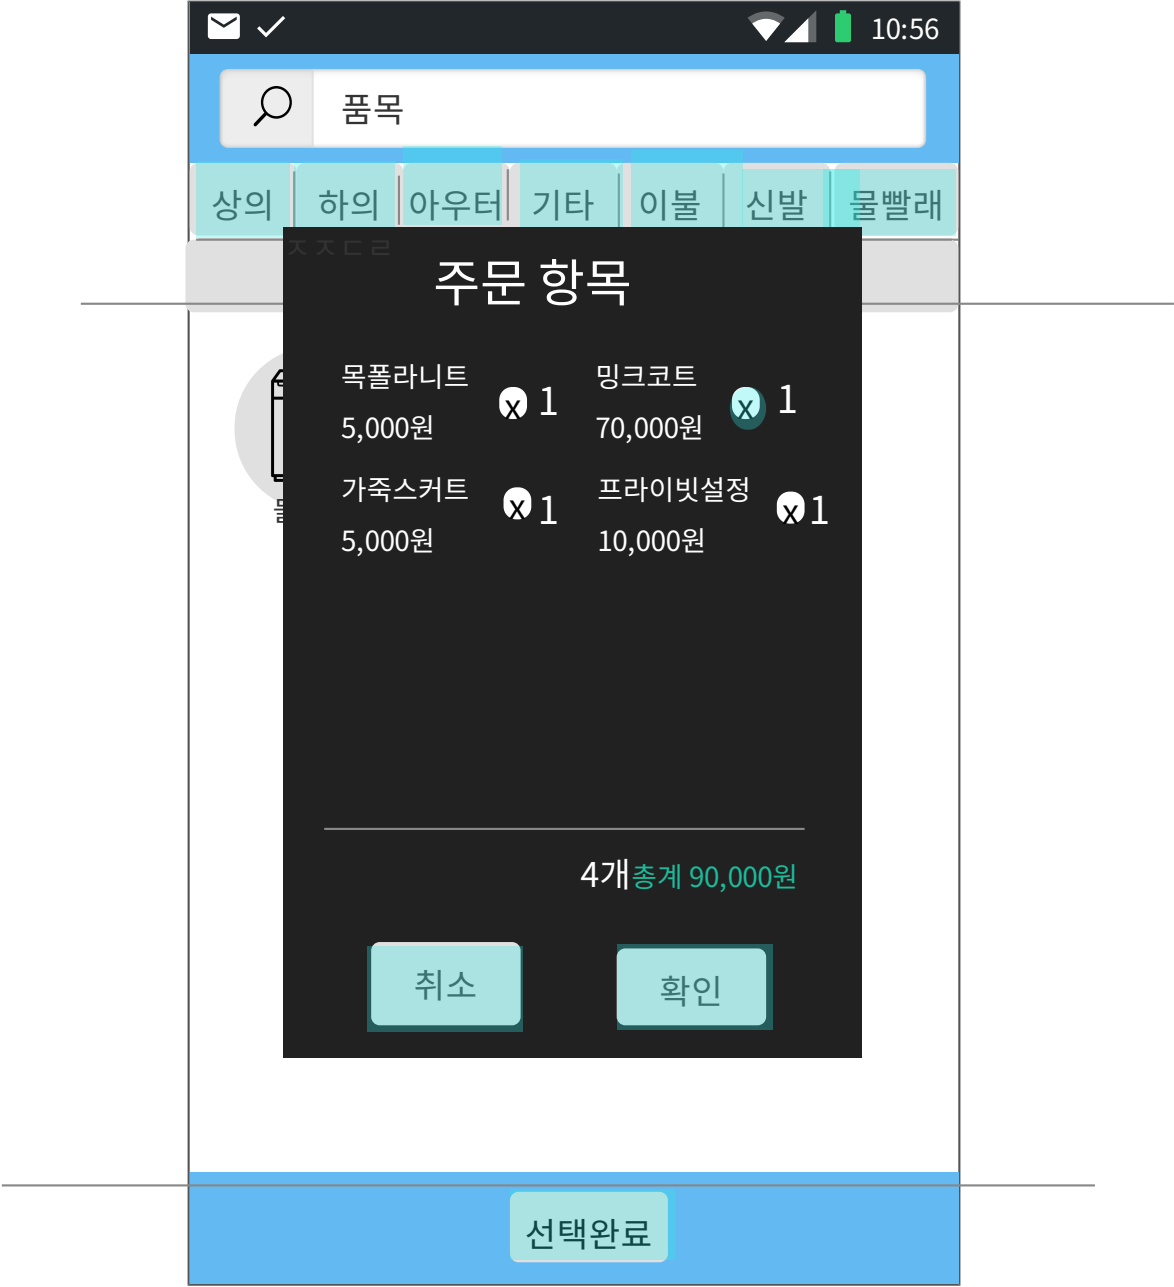 10:56
품목
상의 하의 아우터 기타 이불 신발 물빨래
ㅈㅈㄷㄹ
주문 항목
목폴라니트 x 1 밍크코트 x 1
5,000원 70,000원
가죽스커트 x 1 프라이빗설정 x 1
5,000원 10,000원
4개총계 90,000원
취소 확인
선택완료